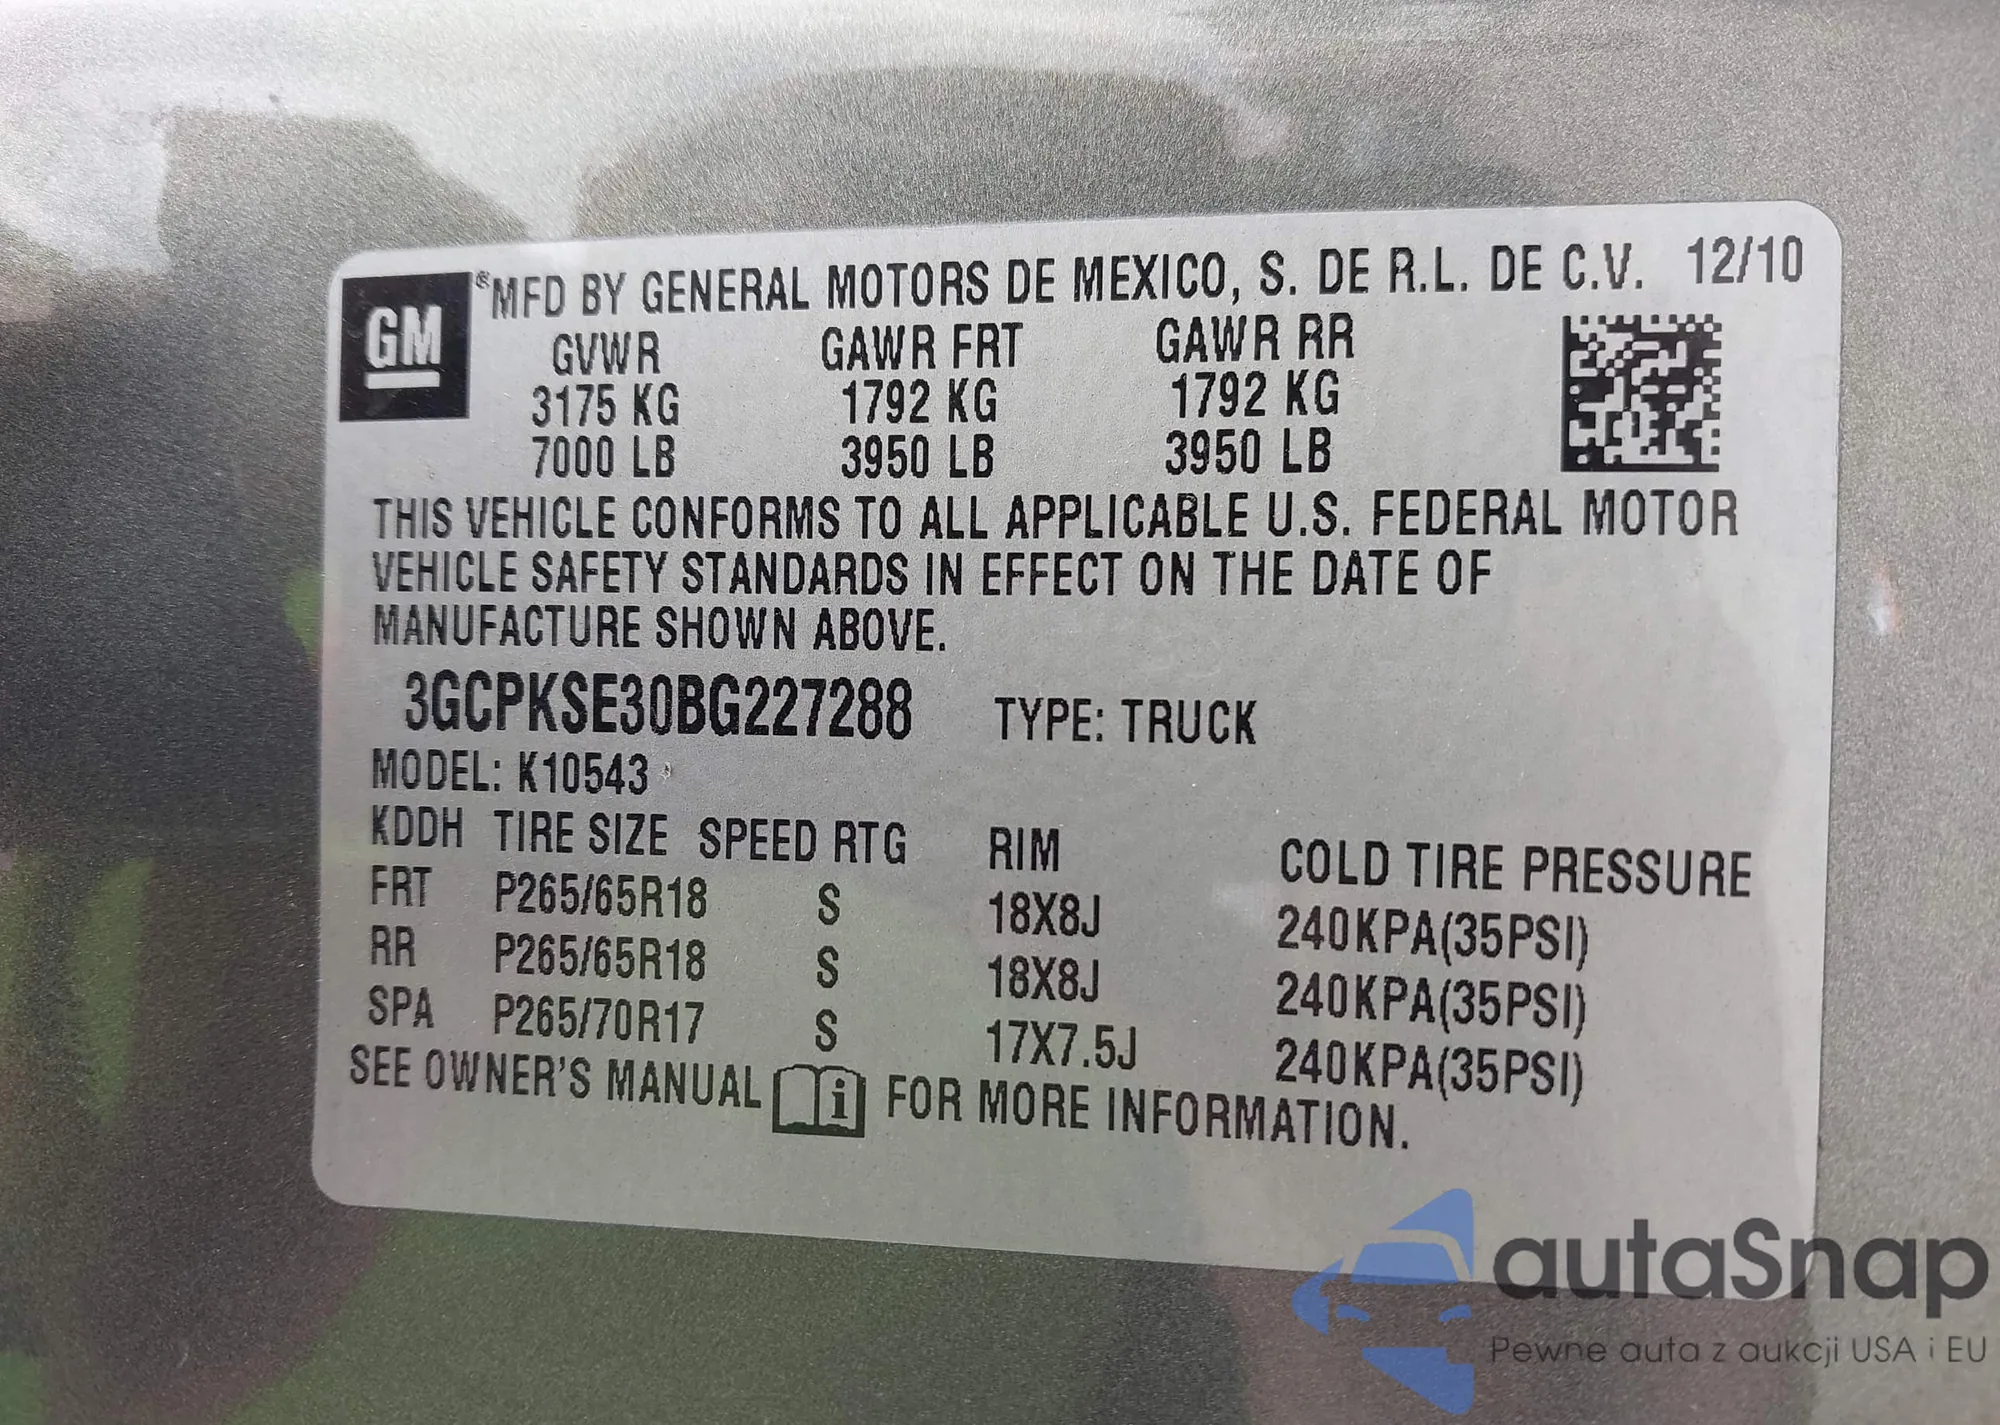 GM ®MFD BY GENERAL MOTORS DE MEXICO, S. DE R.L. DE C.V. 12/10
GVWR GAWR FRT GAWR RR
3175 KG 1792 KG 1792 KG
7000 LB 3950 LB 3950 LB
THIS VEHICLE CONFORMS TO ALL APPLICABLE U.S. FEDERAL MOTOR
VEHICLE SAFETY STANDARDS IN EFFECT ON THE DATE OF
MANUFACTURE SHOWN ABOVE.
3GCPKSE30BG227288 TYPE: TRUCK
MODEL: K10543
KDDH TIRE SIZE SPEED RTG RIM COLD TIRE PRESSURE
FRT P265/65R18 S 18X8J 240KPA(35PSI)
RR P265/65R18 S 18X8J 240KPA(35PSI)
SPA P265/70R17 S 17X7.5J 240KPA(35PSI)
SEE OWNER'S MANUAL i FOR MORE INFORMATION.
autaSnap
Pewne auta z aukcji USA i EU